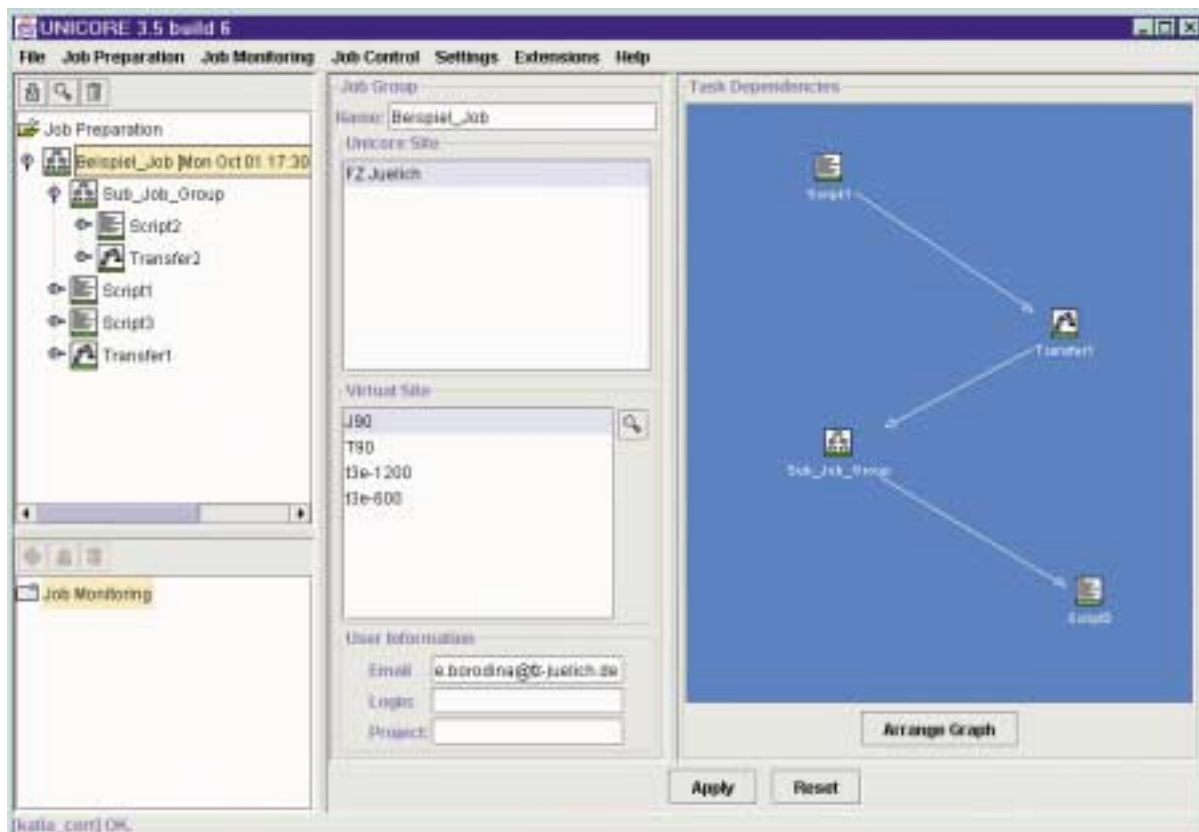 UNICORE 3.5 build 6
File Job Preparation Job Monitoring Job Control Settings Extensions Help
Job Preparation
Beispiel_Job Mon Oct 01 17:30
Sub_Job_Group
Script2
Transfer2
Script1
Script3
Transfer1
Job Monitoring
Job Group
Name: Beispiel_Job
Unicore Site
FZ Juelich
Virtual Site
J90
T90
t3e-1200
t3e-600
User Information
Email e.borodina@fz-juelich.de
Login:
Project:
Task Dependencies
Script1
Transfer1
Sub_Job_Group
Arrange Graph
Apply Reset
[katia_cert] OK.